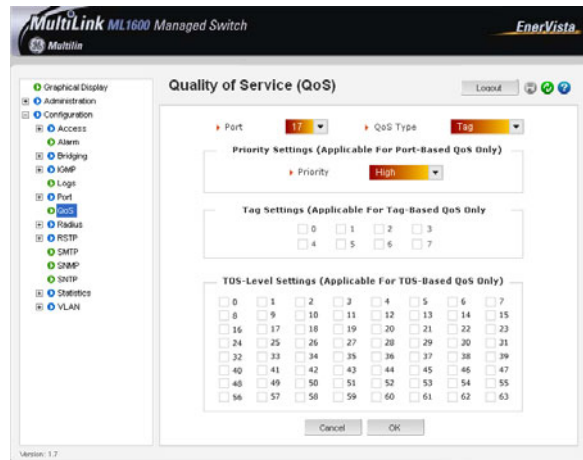 MultiLink ML1600 Managed Switch
EnerVista
Multilin
Graphical Display
Administration
Configuration
Access
Alarm
Bridging
IGMP
Logs
Port
QoS
Radius
RSTP
SMTP
SNMP
SNTP
Statistics
VLAN
Quality of Service (QoS)
Logout
Port 17 QoS Type Tag
Priority Settings (Applicable For Port-Based QoS Only)
Priority High
Tag Settings (Applicable For Tag-Based QoS Only
0 1 2 3
4 5 6 7
TOS-Level Settings (Applicable For TOS-Based QoS Only)
0 1 2 3 4 5 6 7
8 9 10 11 12 13 14 15
16 17 18 19 20 21 22 23
24 25 26 27 28 29 30 31
32 33 34 35 36 37 38 39
40 41 42 43 44 45 46 47
48 49 50 51 52 53 54 55
56 57 58 59 60 61 62 63
Cancel OK
Version: 1.7